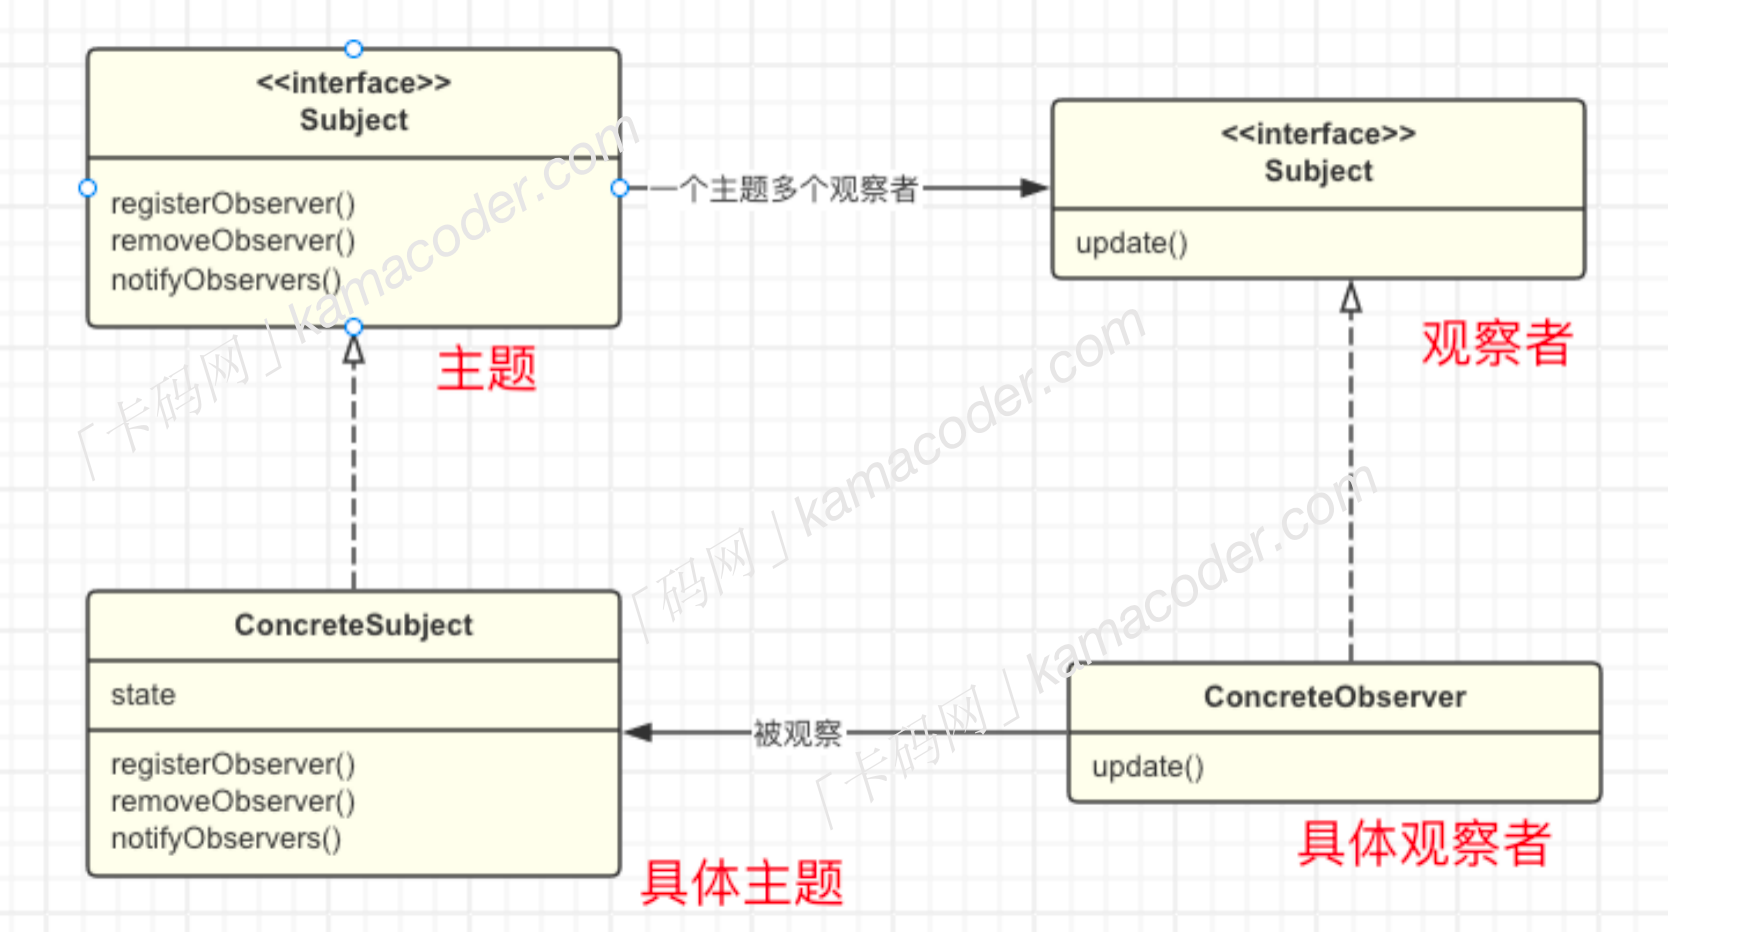 <<interface>>
Subject
registerObserver()
removeObserver()
notifyObservers()
主题
一个主题多个观察者
<<interface>>
Subject
update()
观察者
ConcreteSubject
state
registerObserver()
removeObserver()
notifyObservers()
具体主题
被观察
ConcreteObserver
update()
具体观察者
「卡码网」kamacoder.com
「码网」kamacoder.com
「卡码网」kamacoder.com